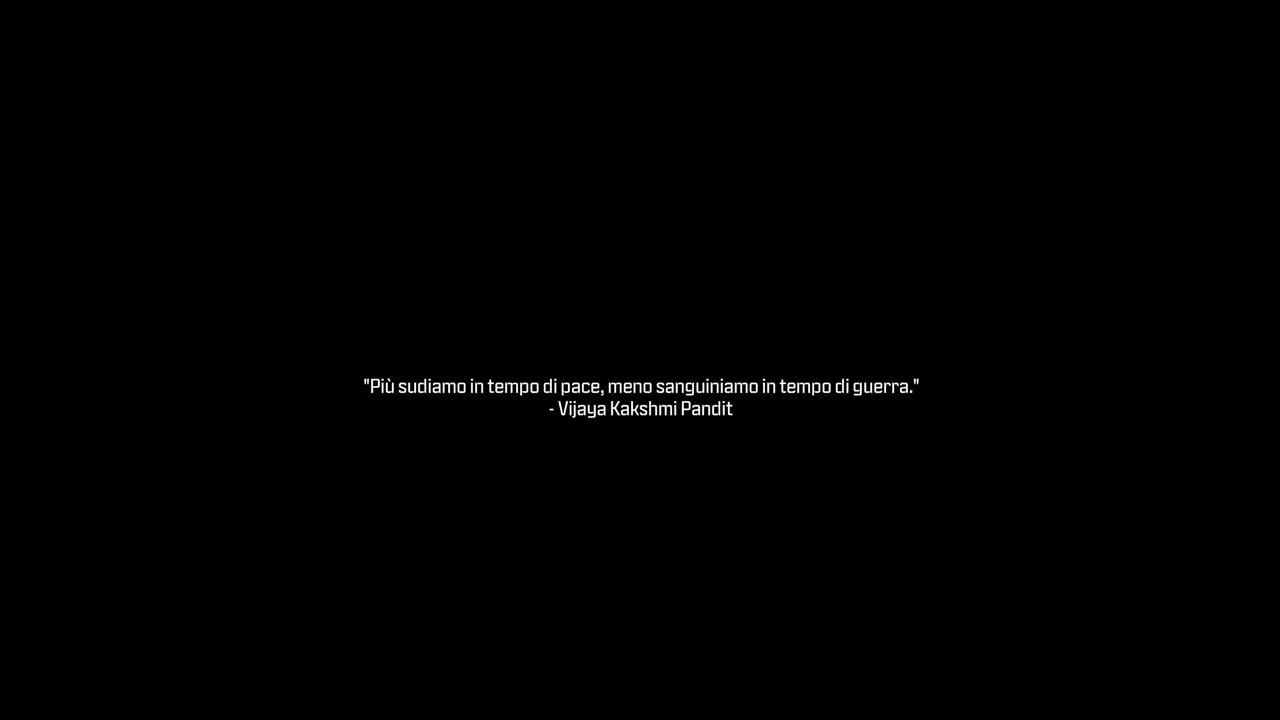 "Più sudiamo in tempo di pace, meno sanguiniamo in tempo di guerra."
- Vijaya Kakshmi Pandit